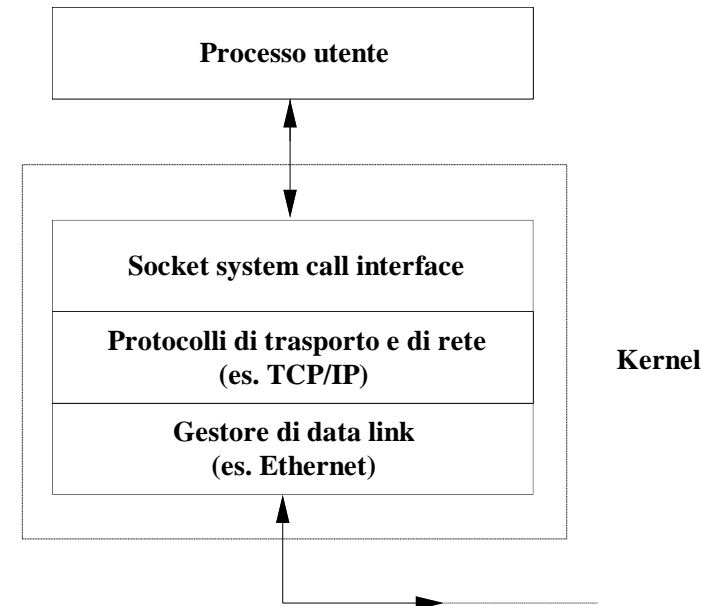 Processo utente
Socket system call interface
Protocolli di trasporto e di rete
(es. TCP/IP)
Kernel
Gestore di data link
(es. Ethernet)